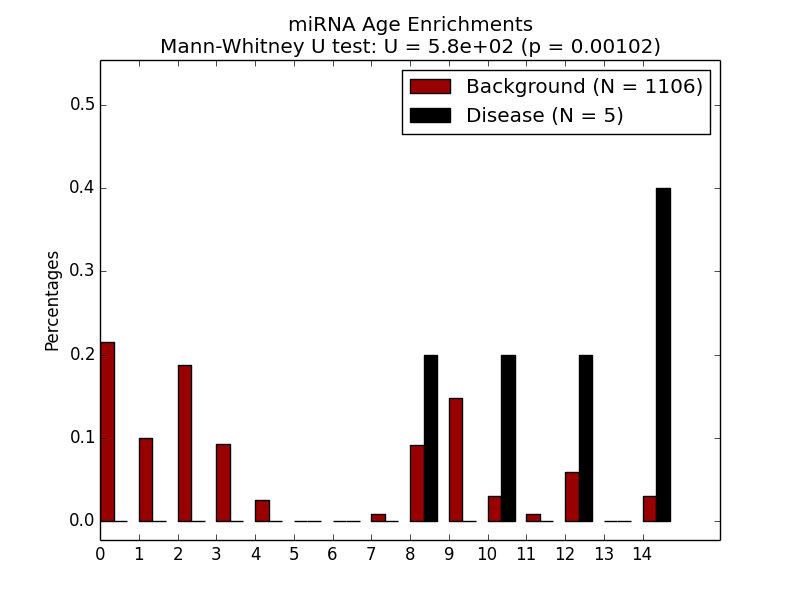 miRNA Age Enrichments
Mann-Whitney U test: U = 5.8e+02 (p = 0.00102)
Background (N = 1106)
Disease (N = 5)
Percentages
0.5
0.4
0.3
0.2
0.1
0.0
0 1 2 3 4 5 6 7 8 9 10 11 12 13 14